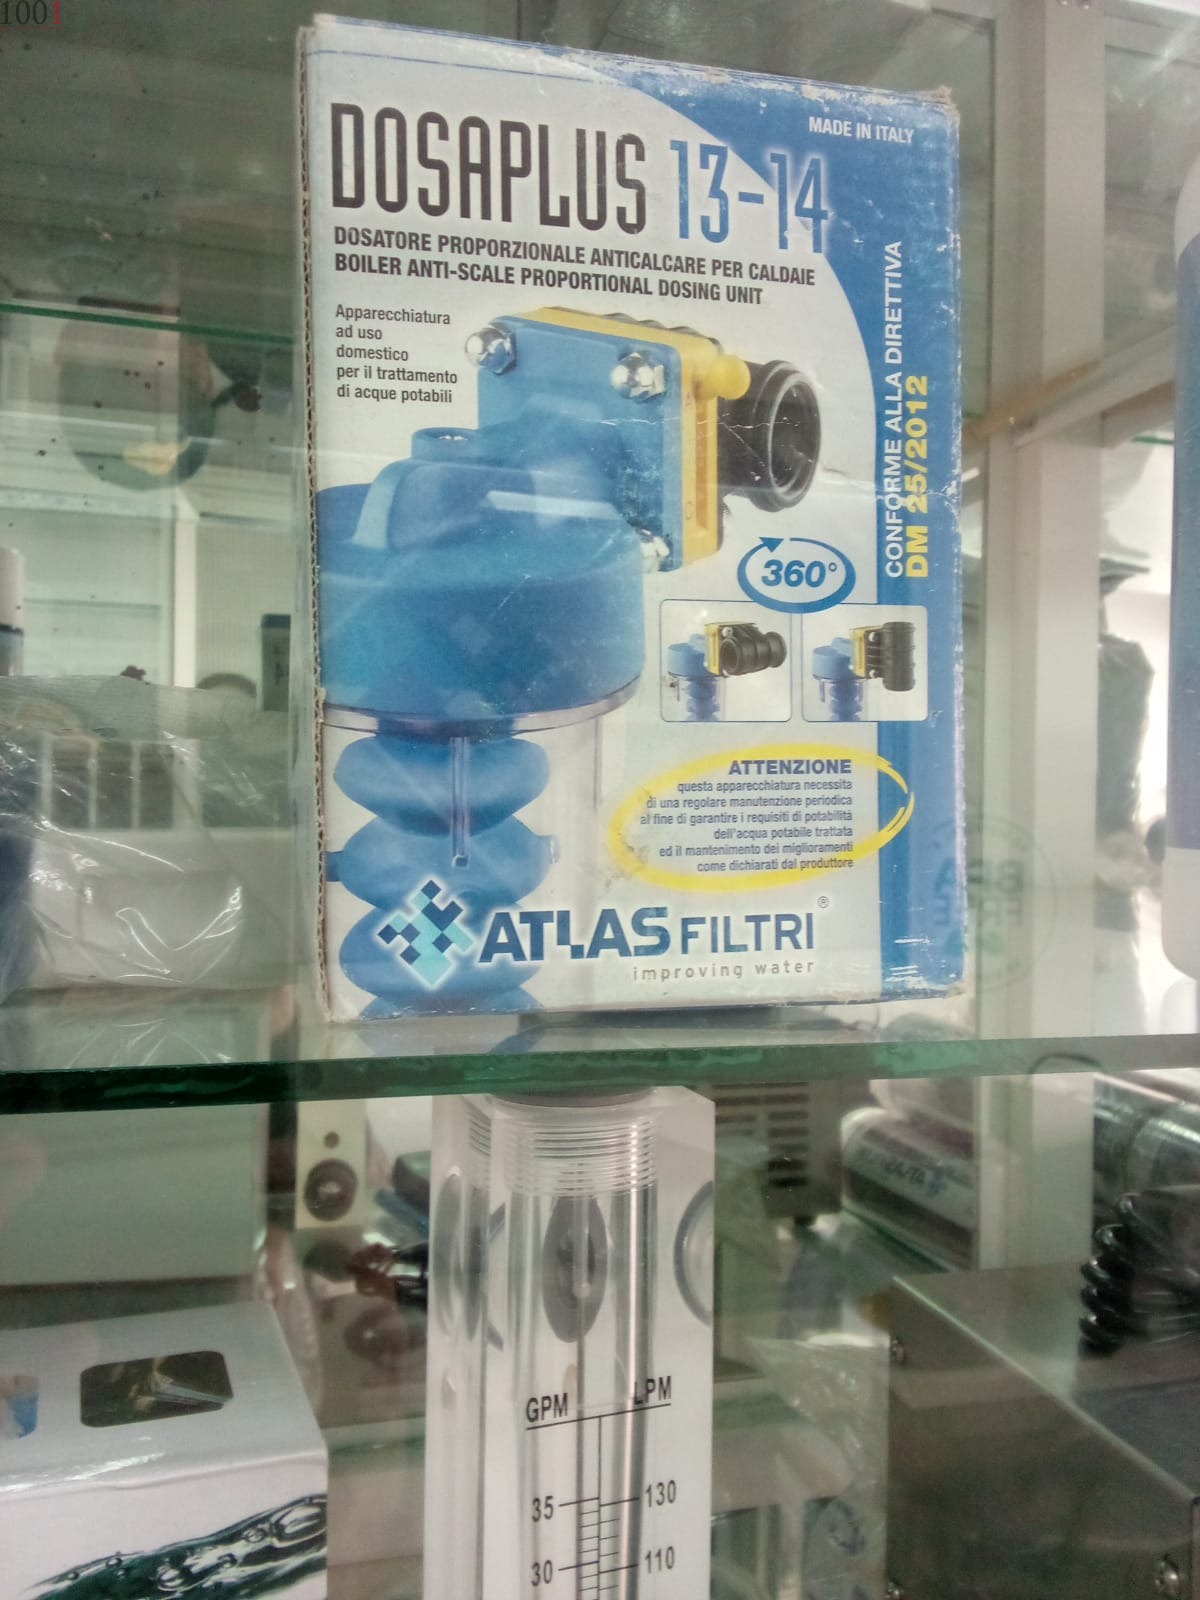 1001
MADE IN ITALY
DOSAPLUS 13-14
DOSATORE PROPORZIONALE ANTICALCARE PER CALDAIE
BOILER ANTI-SCALE PROPORTIONAL DOSING UNIT
Apparecchiatura
ad uso
domestico
per il trattamento
di acque potabili
CONFORME ALLA DIRETTIVA
DM 25/2012
360°
ATTENZIONE
questa apparecchiatura necessita
di una regolare manutenzione periodica
al fine di garantire i requisiti di potabilità
dell'acqua potabile trattata
ed il mantenimento dei miglioramenti
come dichiarati dal produttore
ATLAS FILTRI®
improving water
GPM LPM
35 130
30 110